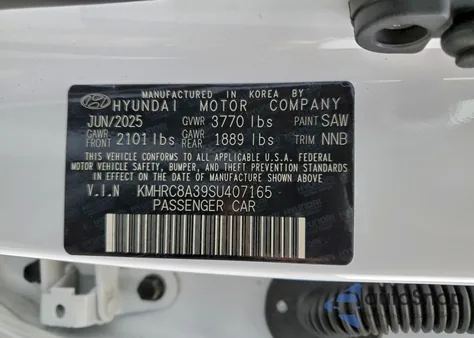 MANUFACTURED IN KOREA BY
HYUNDAI MOTOR COMPANY
JUN/2025 GVWR 3770 lbs PAINT SAW
GAWR FRONT 2101 lbs GAWR REAR 1889 lbs TRIM NNB
THIS VEHICLE CONFORMS TO ALL APPLICABLE U.S.A. FEDERAL
MOTOR VEHICLE SAFETY, BUMPER, AND THEFT PREVENTION
STANDARDS IN EFFECT ON THE DATE OF MANUFACTURE
SHOWN ABOVE.
V.I.N KMHRC8A39SU407165
PASSENGER CAR
AutoShop